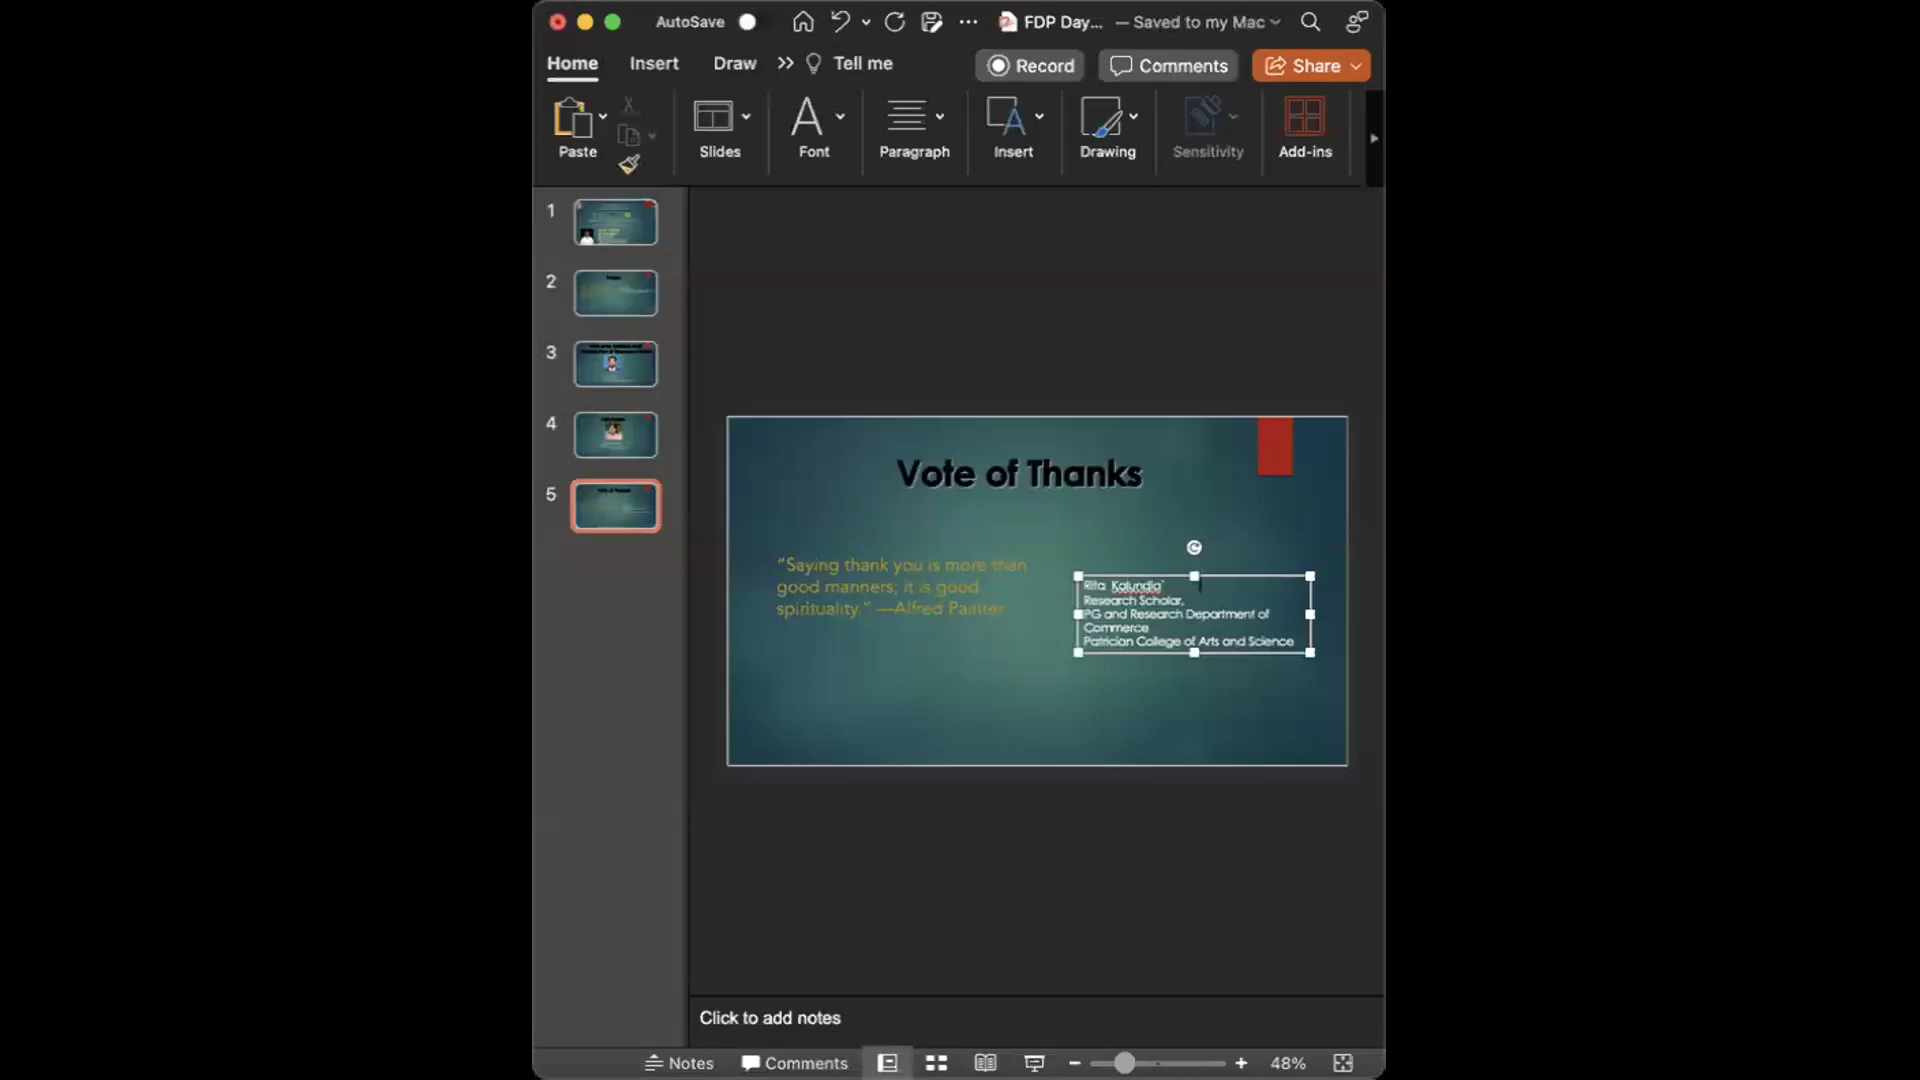 AutoSave
FDP Day... — Saved to my Mac
Home Insert Draw Tell me
Record Comments Share
Paste Slides Font Paragraph Insert Drawing Sensitivity Add-ins
1
2
3
4
5
Vote of Thanks
"Saying thank you is more than
good manners; it is good
spirituality." —Alfred Painter
Rita Kalundia`
Research Scholar,
PG and Research Department of
Commerce
Patrician College of Arts and Science
Click to add notes
Notes Comments 48%